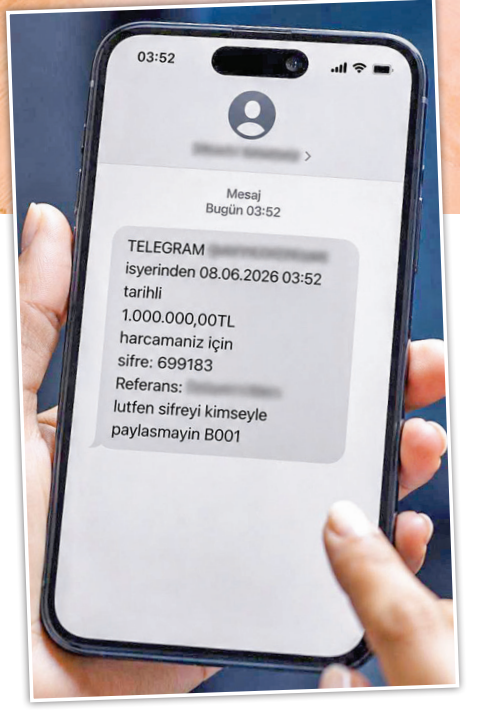 03:52
Mesaj
Bugün 03:52
TELEGRAM
isyerinden 08.06.2026 03:52
tarihli
1.000.000,00TL
harcamaniz için
sifre: 699183
Referans:
lutfen sifreyi kimseyle
paylasmayin B001